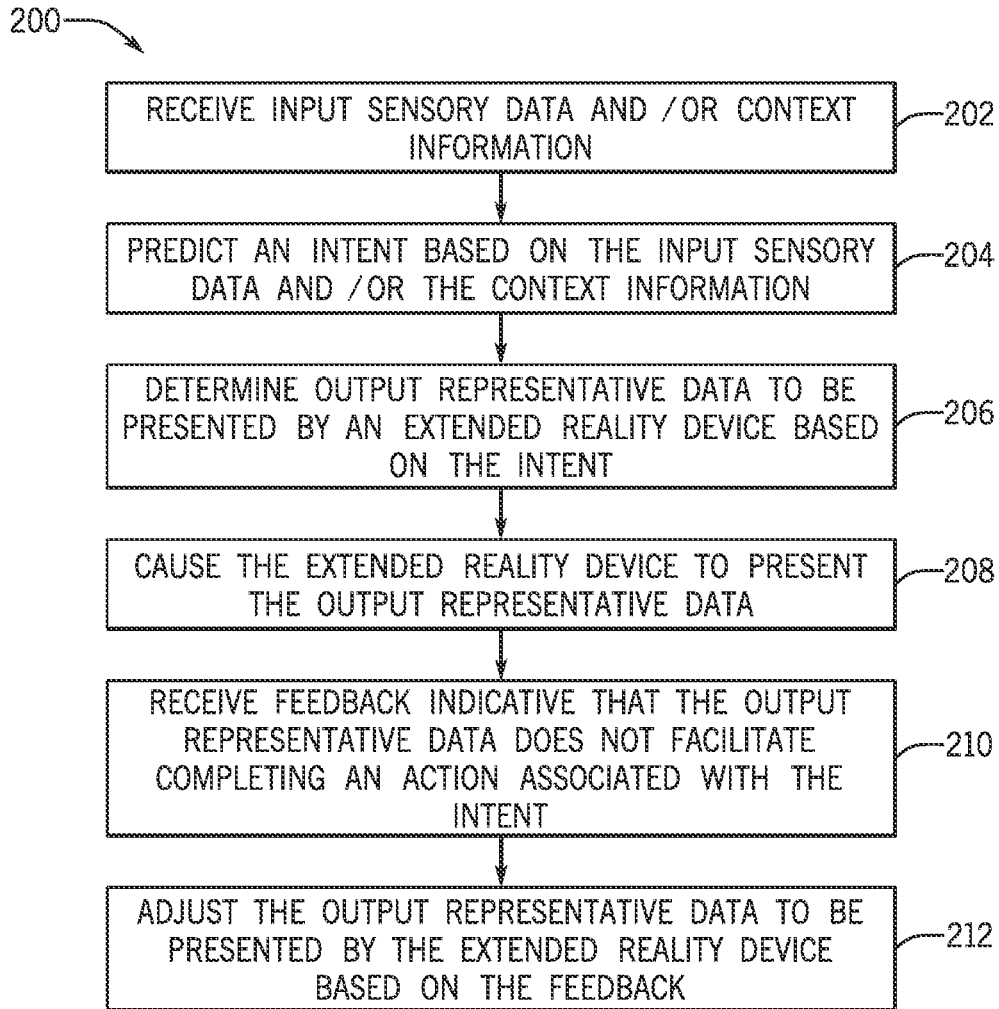 200
RECEIVE INPUT SENSORY DATA AND /OR CONTEXT
INFORMATION
202
PREDICT AN INTENT BASED ON THE INPUT SENSORY
DATA AND /OR THE CONTEXT INFORMATION
204
DETERMINE OUTPUT REPRESENTATIVE DATA TO BE
PRESENTED BY AN EXTENDED REALITY DEVICE BASED
ON THE INTENT
206
CAUSE THE EXTENDED REALITY DEVICE TO PRESENT
THE OUTPUT REPRESENTATIVE DATA
208
RECEIVE FEEDBACK INDICATIVE THAT THE OUTPUT
REPRESENTATIVE DATA DOES NOT FACILITATE
COMPLETING AN ACTION ASSOCIATED WITH THE
INTENT
210
ADJUST THE OUTPUT REPRESENTATIVE DATA TO BE
PRESENTED BY THE EXTENDED REALITY DEVICE
BASED ON THE FEEDBACK
212